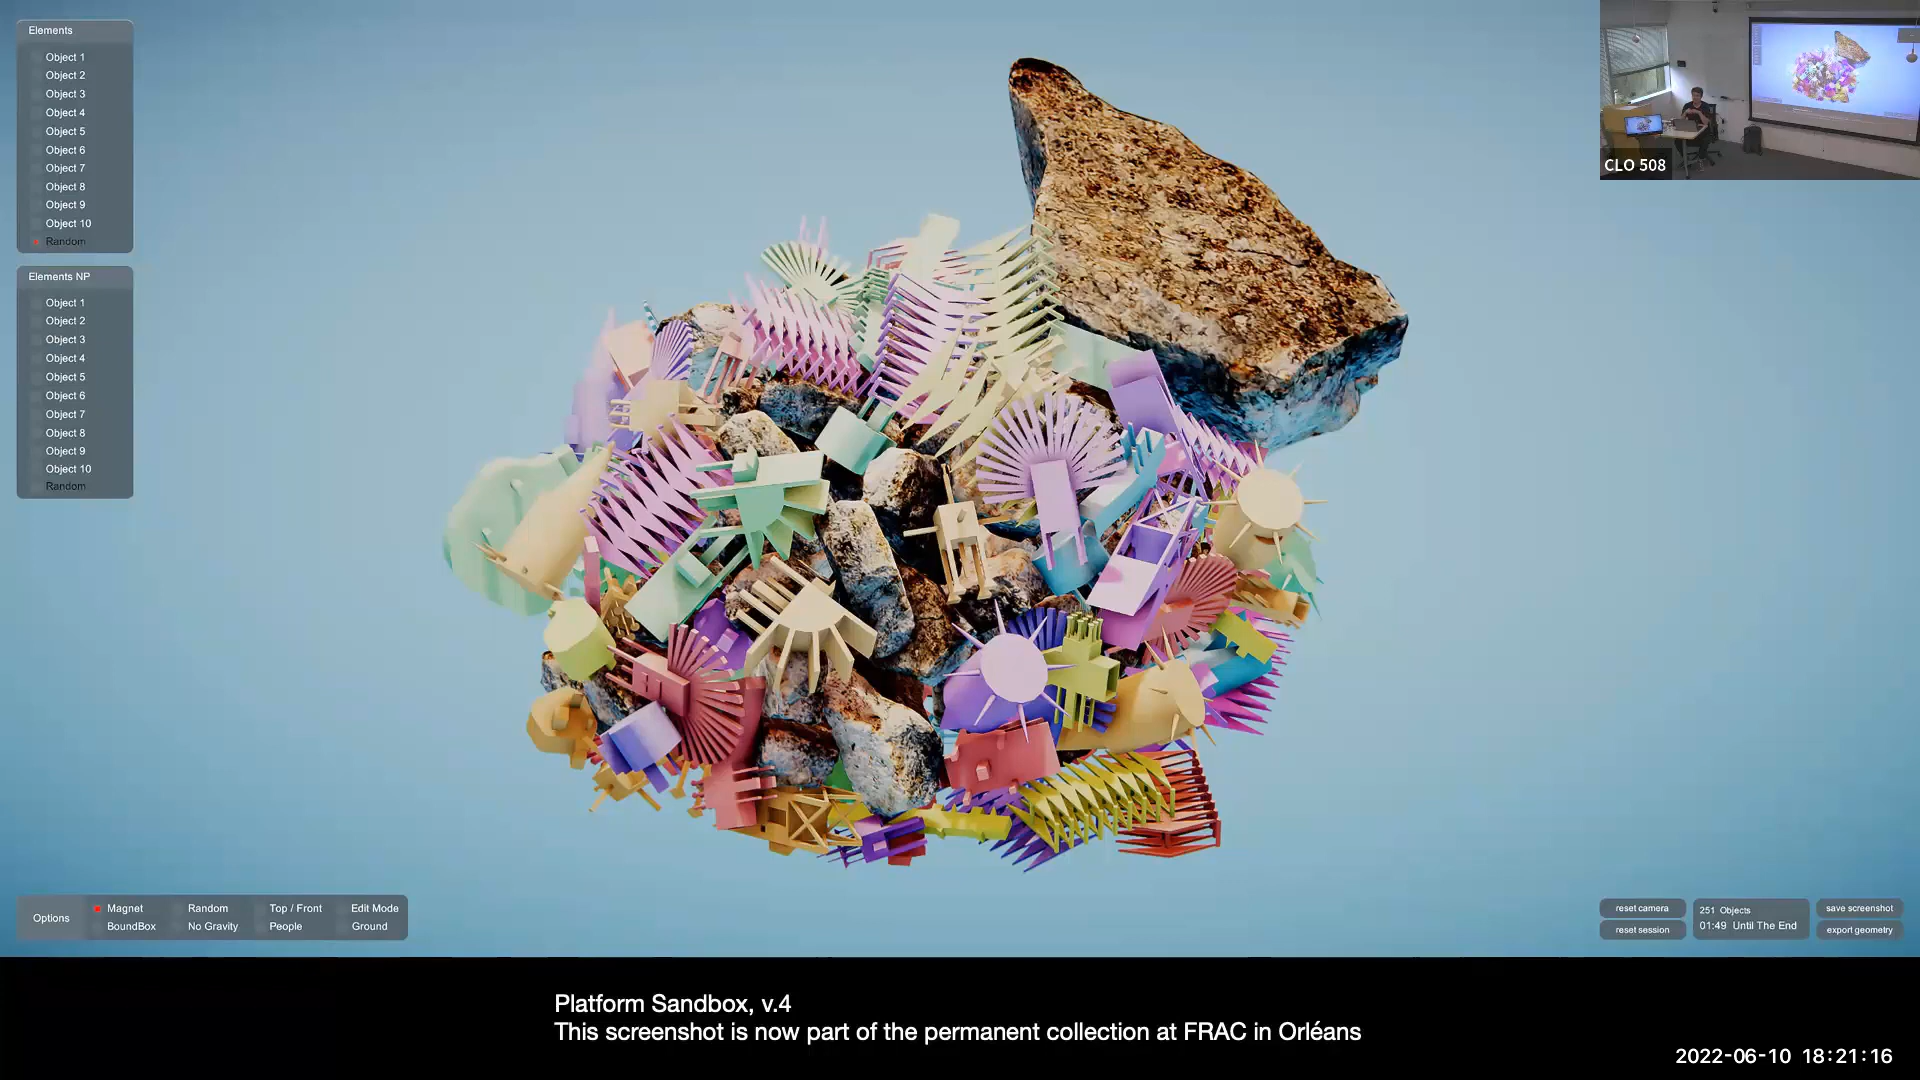 Elements
Object 1
Object 2
Object 3
Object 4
Object 5
Object 6
Object 7
Object 8
Object 9
Object 10
Random
Elements NP
Object 1
Object 2
Object 3
Object 4
Object 5
Object 6
Object 7
Object 8
Object 9
Object 10
Random
CLO 508
Options
Magnet
Random
Top / Front
Edit Mode
BoundBox
No Gravity
People
Ground
reset camera
reset session
251 Objects
01:49 Until The End
save screenshot
export geometry
Platform Sandbox, v.4
This screenshot is now part of the permanent collection at FRAC in Orléans
2022-06-10 18:21:16